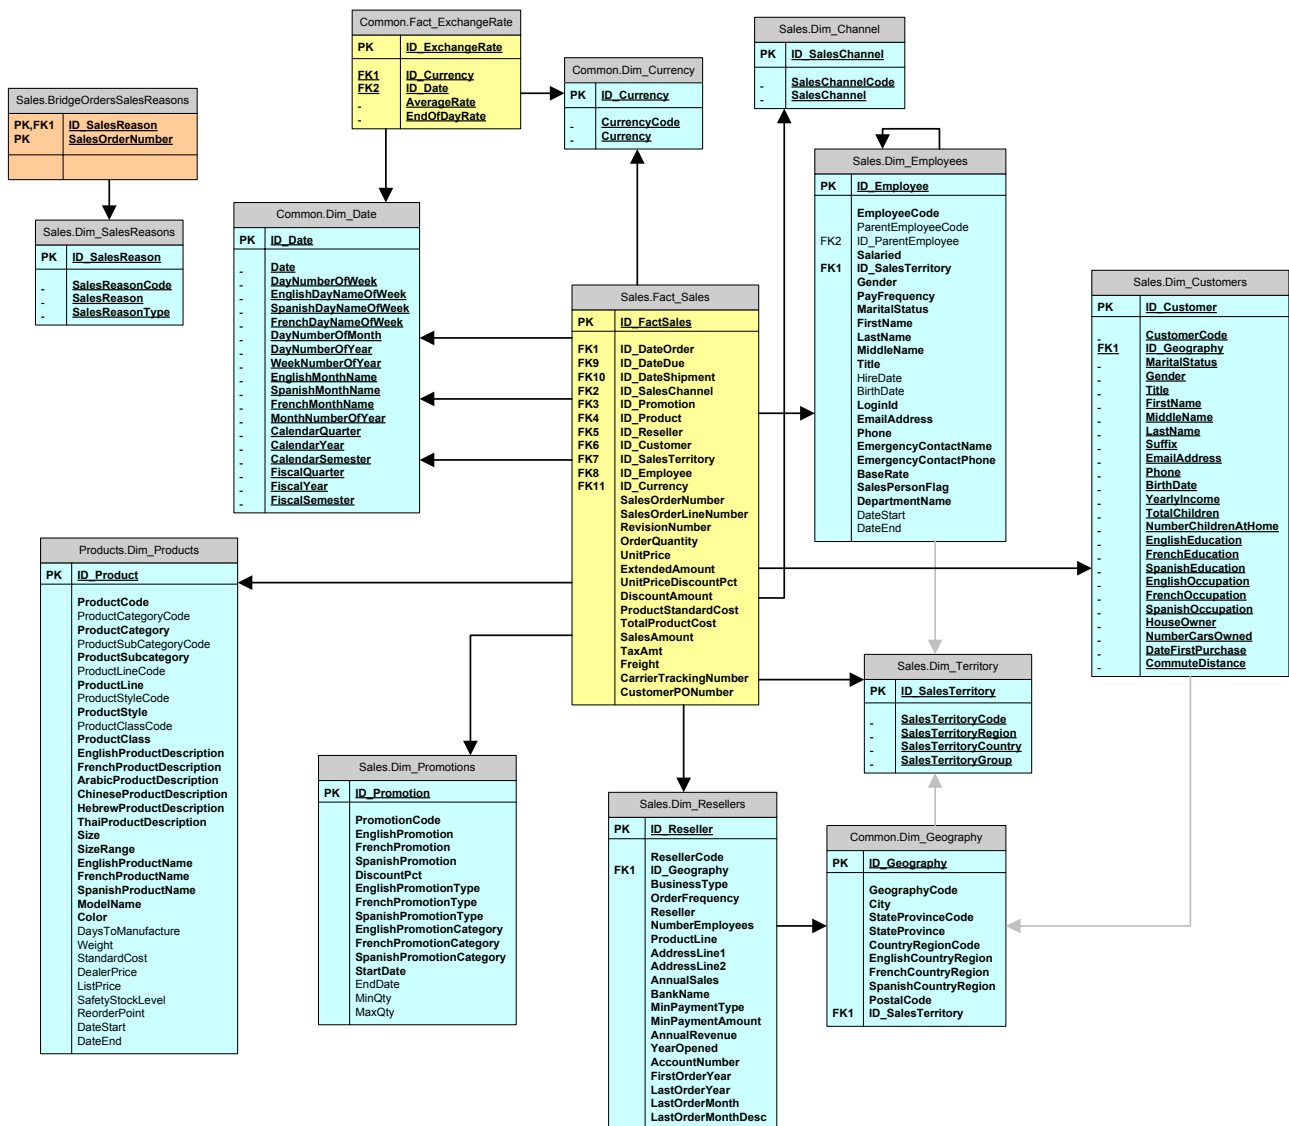 Common.Fact_ExchangeRate
PK ID_ExchangeRate
FK1 ID_Currency
FK2 ID_Date
- AverageRate
- EndOfDayRate
Sales.Dim_Channel
PK ID_SalesChannel
- SalesChannelCode
- SalesChannel
Common.Dim_Currency
PK ID_Currency
- CurrencyCode
- Currency
Sales.BridgeOrdersSalesReasons
PK,FK1 ID_SalesReason
PK SalesOrderNumber
Sales.Dim_SalesReasons
PK ID_SalesReason
- SalesReasonCode
- SalesReason
- SalesReasonType
Common.Dim_Date
PK ID_Date
- Date
- DayNumberOfWeek
- EnglishDayNameOfWeek
- SpanishDayNameOfWeek
- FrenchDayNameOfWeek
- DayNumberOfMonth
- DayNumberOfYear
- WeekNumberOfYear
- EnglishMonthName
- SpanishMonthName
- FrenchMonthName
- MonthNumberOfYear
- CalendarQuarter
- CalendarYear
- CalendarSemester
- FiscalQuarter
- FiscalYear
- FiscalSemester
Sales.Dim_Employees
PK ID_Employee
EmployeeCode
ParentEmployeeCode
FK2 ID_ParentEmployee
Salaried
FK1 ID_SalesTerritory
Gender
PayFrequency
MaritalStatus
FirstName
LastName
MiddleName
Title
HireDate
BirthDate
LoginId
EmailAddress
Phone
EmergencyContactName
EmergencyContactPhone
BaseRate
SalesPersonFlag
DepartmentName
DateStart
DateEnd
Sales.Fact_Sales
PK ID_FactSales
FK1 ID_DateOrder
FK9 ID_DateDue
FK10 ID_DateShipment
FK2 ID_SalesChannel
FK3 ID_Promotion
FK4 ID_Product
FK5 ID_Reseller
FK6 ID_Customer
FK7 ID_SalesTerritory
FK8 ID_Employee
FK11 ID_Currency
SalesOrderNumber
SalesOrderLineNumber
RevisionNumber
OrderQuantity
UnitPrice
ExtendedAmount
UnitPriceDiscountPct
DiscountAmount
ProductStandardCost
TotalProductCost
SalesAmount
TaxAmt
Freight
CarrierTrackingNumber
CustomerPONumber
Sales.Dim_Customers
PK ID_Customer
- CustomerCode
FK1 ID_Geography
- MaritalStatus
- Gender
- Title
- FirstName
- MiddleName
- LastName
- Suffix
- EmailAddress
- Phone
- BirthDate
- YearlyIncome
- TotalChildren
- NumberChildrenAtHome
- EnglishEducation
- FrenchEducation
- SpanishEducation
- EnglishOccupation
- FrenchOccupation
- SpanishOccupation
- HouseOwner
- NumberCarsOwned
- DateFirstPurchase
- CommuteDistance
Products.Dim_Products
PK ID_Product
ProductCode
ProductCategoryCode
ProductCategory
ProductSubCategoryCode
ProductSubcategory
ProductLineCode
ProductLine
ProductStyleCode
ProductStyle
ProductClassCode
ProductClass
EnglishProductDescription
FrenchProductDescription
ArabicProductDescription
ChineseProductDescription
HebrewProductDescription
ThaiProductDescription
Size
SizeRange
EnglishProductName
FrenchProductName
SpanishProductName
ModelName
Color
DaysToManufacture
Weight
StandardCost
DealerPrice
ListPrice
SafetyStockLevel
ReorderPoint
DateStart
DateEnd
Sales.Dim_Promotions
PK ID_Promotion
PromotionCode
EnglishPromotion
FrenchPromotion
SpanishPromotion
DiscountPct
EnglishPromotionType
FrenchPromotionType
SpanishPromotionType
EnglishPromotionCategory
FrenchPromotionCategory
SpanishPromotionCategory
StartDate
EndDate
MinQty
MaxQty
Sales.Dim_Territory
PK ID_SalesTerritory
- SalesTerritoryCode
- SalesTerritoryRegion
- SalesTerritoryCountry
- SalesTerritoryGroup
Sales.Dim_Resellers
PK ID_Reseller
ResellerCode
FK1 ID_Geography
BusinessType
OrderFrequency
Reseller
NumberEmployees
ProductLine
AddressLine1
AddressLine2
AnnualSales
BankName
MinPaymentType
MinPaymentAmount
AnnualRevenue
YearOpened
AccountNumber
FirstOrderYear
LastOrderYear
LastOrderMonth
LastOrderMonthDesc
Common.Dim_Geography
PK ID_Geography
GeographyCode
City
StateProvinceCode
StateProvince
CountryRegionCode
EnglishCountryRegion
FrenchCountryRegion
SpanishCountryRegion
PostalCode
FK1 ID_SalesTerritory